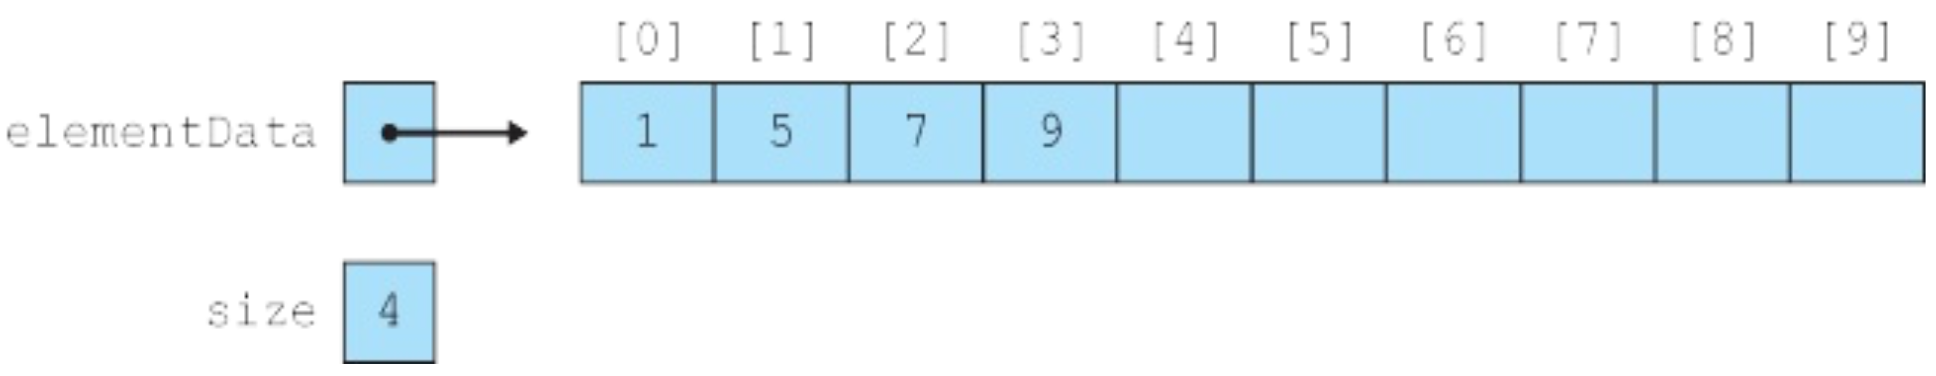 [0] [1] [2] [3] [4] [5] [6] [7] [8] [9]
elementData 1 5 7 9
size 4